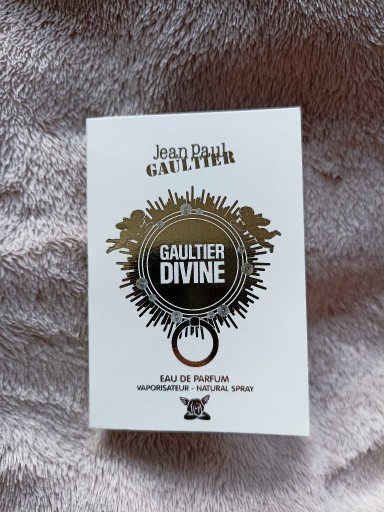 Jean Paul
GAULTIER
GAULTIER
DIVINE
EAU DE PARFUM
VAPORISATEUR - NATURAL SPRAY